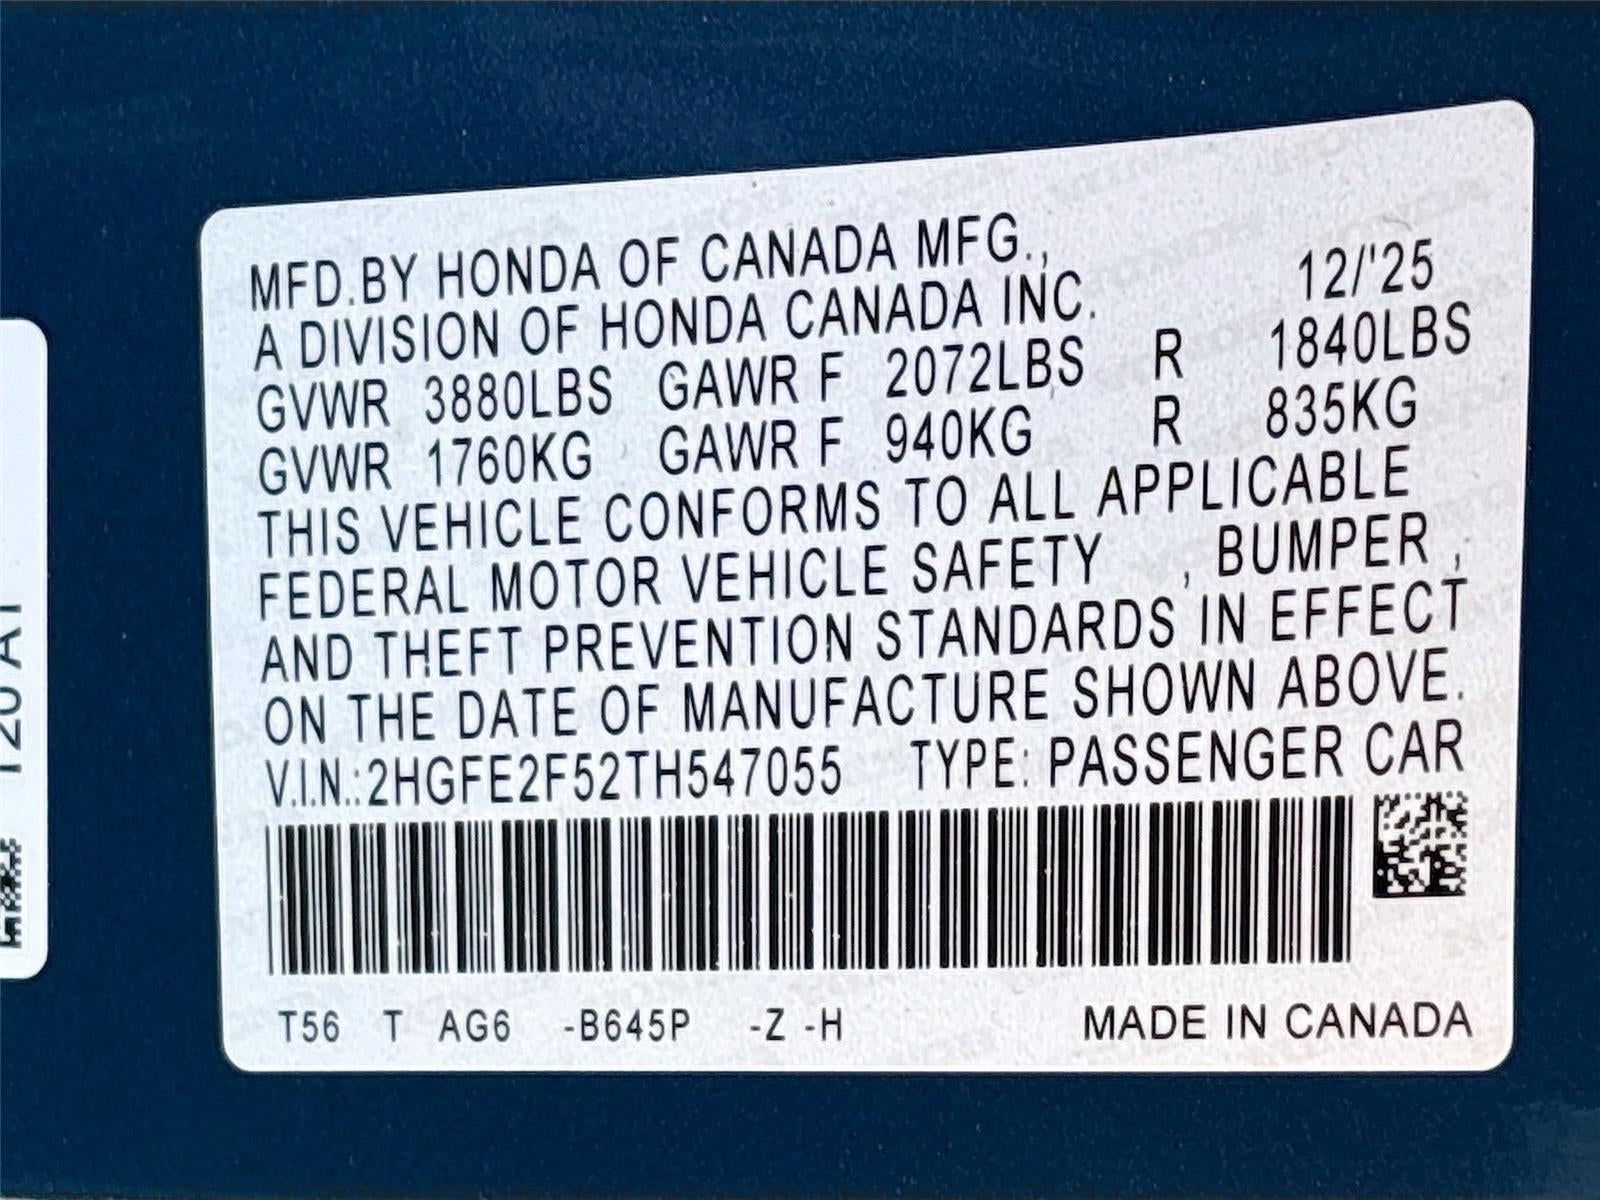 MFD.BY HONDA OF CANADA MFG.,
A DIVISION OF HONDA CANADA INC. 12/'25
GVWR 3880LBS GAWR F 2072LBS R 1840LBS
GVWR 1760KG GAWR F 940KG R 835KG
THIS VEHICLE CONFORMS TO ALL APPLICABLE
FEDERAL MOTOR VEHICLE SAFETY , BUMPER ,
AND THEFT PREVENTION STANDARDS IN EFFECT
ON THE DATE OF MANUFACTURE SHOWN ABOVE.
V.I.N.:2HGFE2F52TH547055 TYPE: PASSENGER CAR
T56 T AG6 -B645P -Z -H MADE IN CANADA